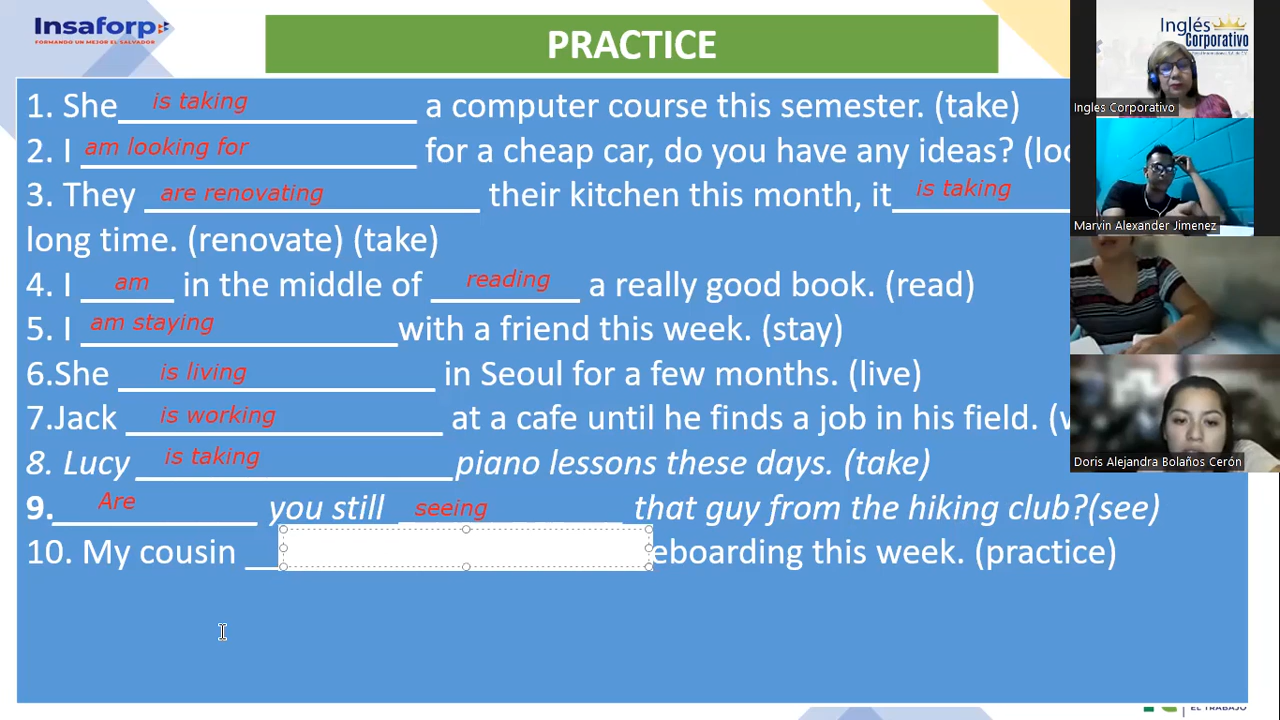 Insaforp
FORMANDO UN MEJOR EL SALVADOR
PRACTICE
1. She is taking a computer course this semester. (take)
2. I am looking for for a cheap car, do you have any ideas? (loo
3. They are renovating their kitchen this month, it is taking
long time. (renovate) (take)
4. I am in the middle of reading a really good book. (read)
5. I am staying with a friend this week. (stay)
6.She is living in Seoul for a few months. (live)
7.Jack is working at a cafe until he finds a job in his field. (w
8. Lucy is taking piano lessons these days. (take)
9. Are you still seeing that guy from the hiking club?(see)
10. My cousin __ eboarding this week. (practice)
Inglés
Corporativo
Ingles Corporativo
Marvin Alexander Jimenez
Doris Alejandra Bolaños Cerón
EL TRABAJO